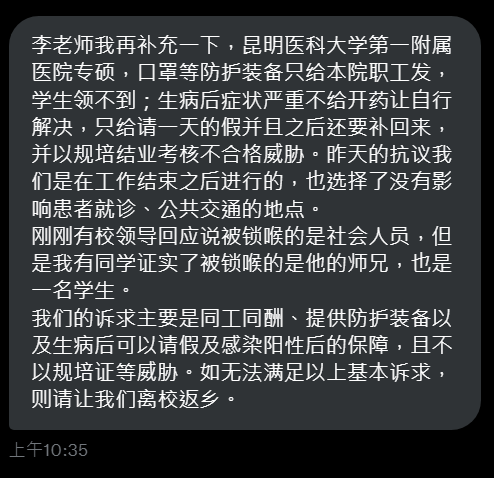 李老师我再补充一下，昆明医科大学第一附属
医院专硕，口罩等防护装备只给本院职工发，
学生领不到；生病后症状严重不给开药让自行
解决，只给请一天的假并且之后还要补回来，
并以规培结业考核不合格威胁。昨天的抗议我
们是在工作结束之后进行的，也选择了没有影
响患者就诊、公共交通的地点。
刚刚有校领导回应说被锁喉的是社会人员，但
是我有同学证实了被锁喉的是他的师兄，也是
一名学生。
我们的诉求主要是同工同酬、提供防护装备以
及生病后可以请假及感染阳性后的保障，且不
以规培证等威胁。如无法满足以上基本诉求，
则请让我们离校返乡。
上午10:35